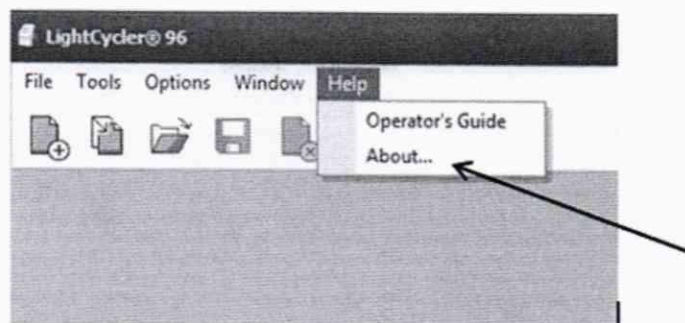 LightCycler® 96
File Tools Options Window Help
Operator's Guide
About...